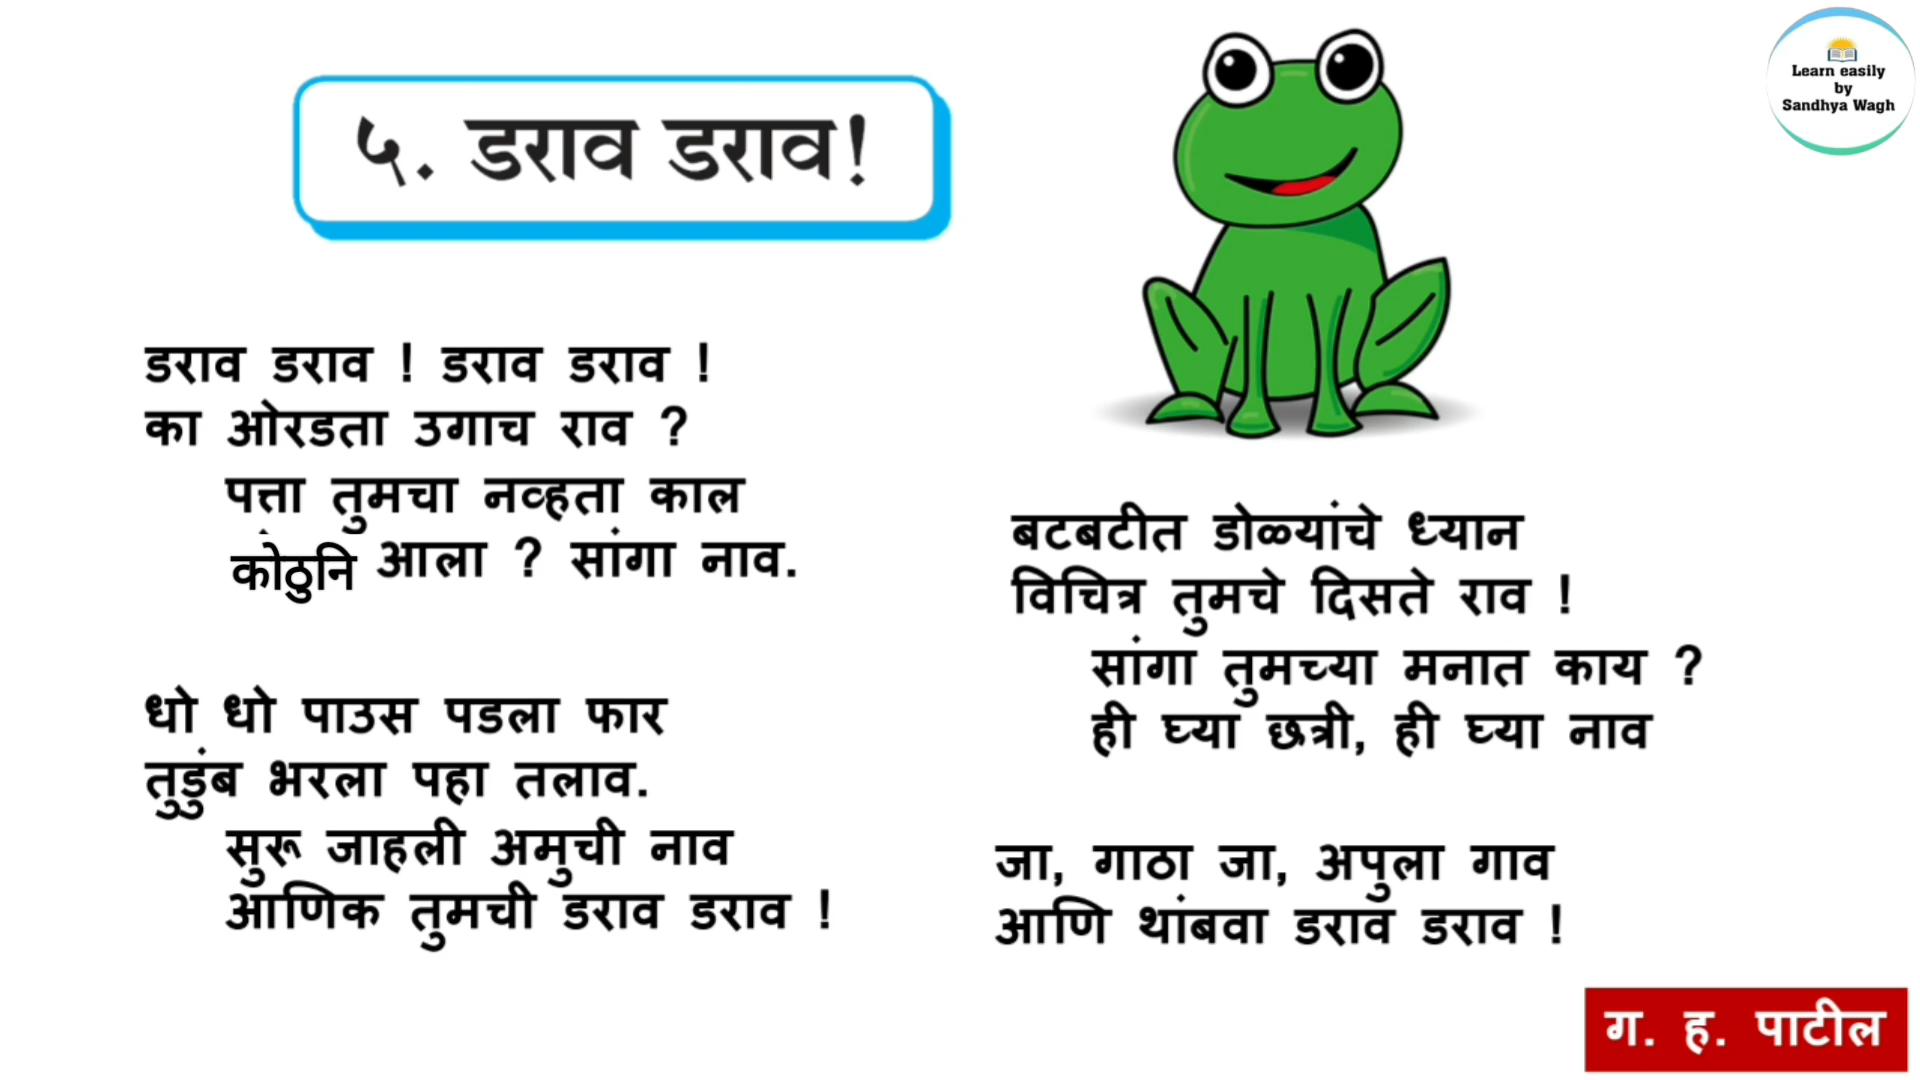 ५. डराव डराव!
Learn easily
by
Sandhya Wagh
डराव डराव ! डराव डराव !
का ओरडता उगाच राव ?
पत्ता तुमचा नव्हता काल
कोठुनि आला ? सांगा नाव.
धो धो पाउस पडला फार
तुडुंब भरला पहा तलाव.
सुरू जाहली अमुची नाव
आणिक तुमची डराव डराव !
बटबटीत डोळ्यांचे ध्यान
विचित्र तुमचे दिसते राव !
सांगा तुमच्या मनात काय ?
ही घ्या छत्री, ही घ्या नाव
जा, गाठा जा, अपुला गाव
आणि थांबवा डराव डराव !
ग. ह. पाटील